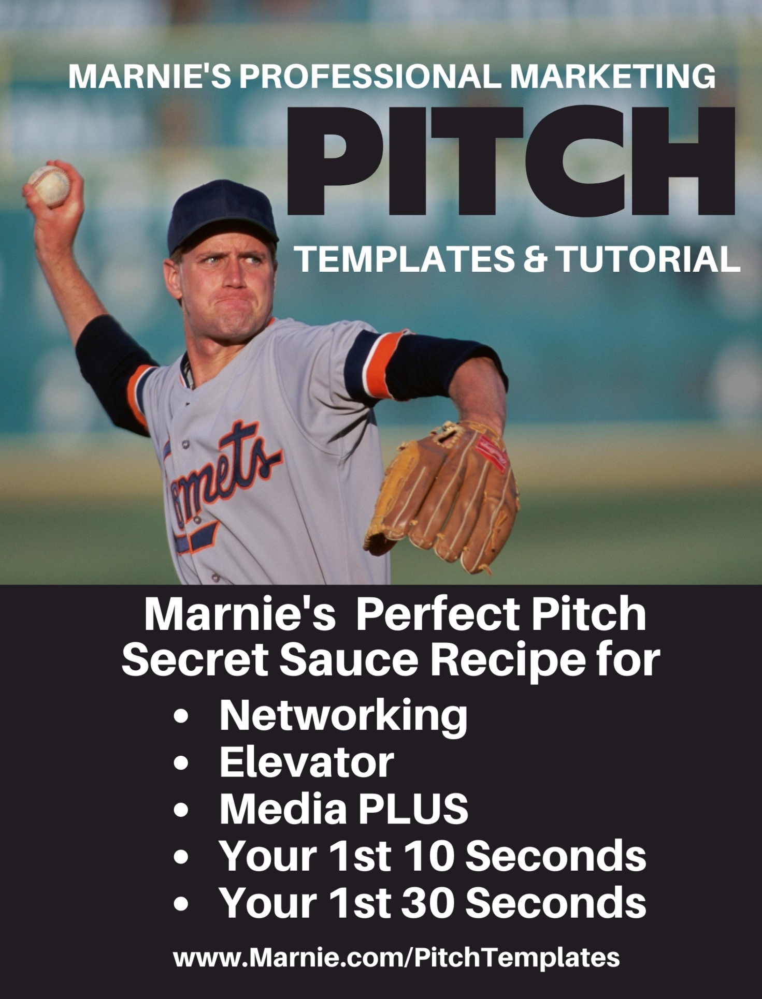 MARNIE'S PROFESSIONAL MARKETING
PITCH
TEMPLATES & TUTORIAL
Marnie's Perfect Pitch
Secret Sauce Recipe for
• Networking
• Elevator
• Media PLUS
• Your 1st 10 Seconds
• Your 1st 30 Seconds
www.Marnie.com/PitchTemplates